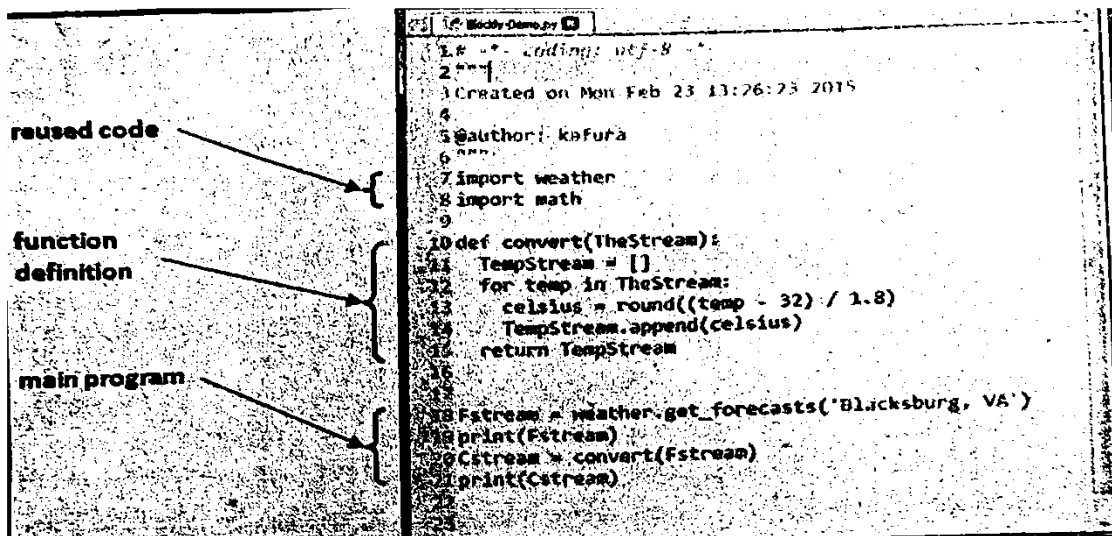 Blockly-Demo.py
1 # -*- coding: utf-8 -*-
2 """
3 Created on Mon Feb 23 13:26:23 2015
4
5 @author: kafura
6 """
7 import weather
8 import math
9
10 def convert(TheStream):
11 TempStream = []
12 for temp in TheStream:
13 celsius = round((temp - 32) / 1.8)
14 TempStream.append(celsius)
15 return TempStream
16
18 Fstream = weather.get_forecasts('Blacksburg, VA')
19 print(Fstream)
20 Cstream = convert(Fstream)
21 print(Cstream)
reused code
function
definition
main program